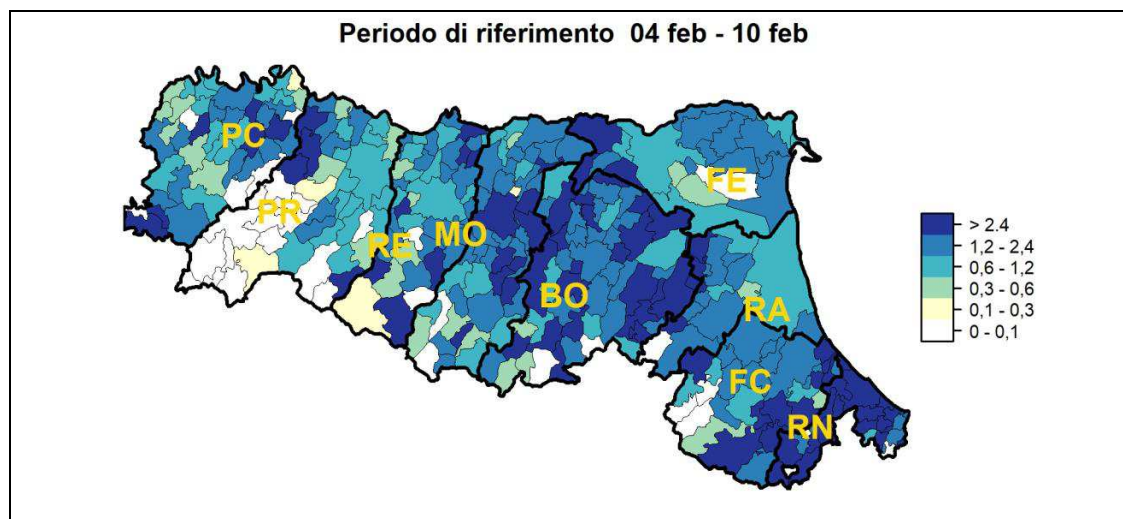 Periodo di riferimento 04 feb - 10 feb
PC
PR
RE
MO
BO
FE
RA
FC
RN
> 2.4
1,2 - 2,4
0,6 - 1,2
0,3 - 0,6
0,1 - 0,3
0 - 0,1